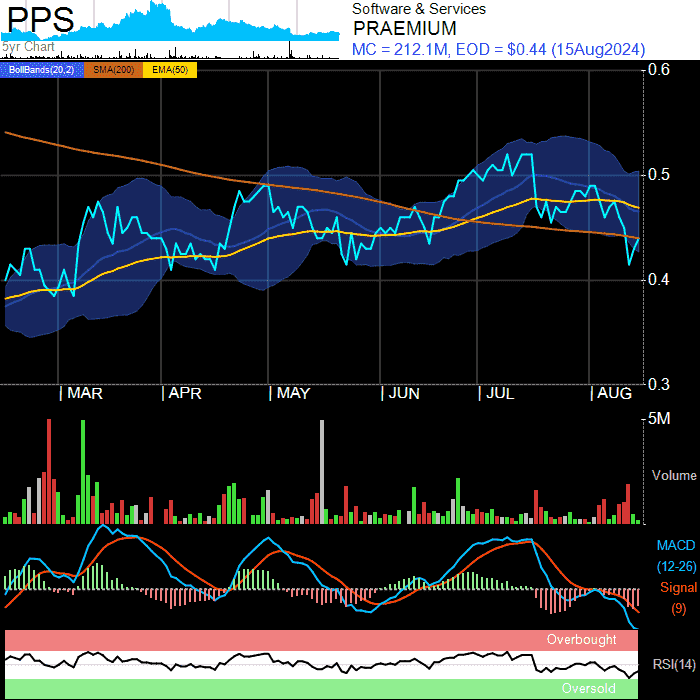 PPS
5yr Chart
Software & Services
PRAEMIUM
MC = 212.1M, EOD = $0.44 (15Aug2024)
BollBands(20,2) SMA(200) EMA(50)
0.6
0.5
0.4
0.3
MAR APR MAY JUN JUL AUG
5M
Volume
MACD
(12-26)
Signal
(9)
Overbought
RSI(14)
Oversold